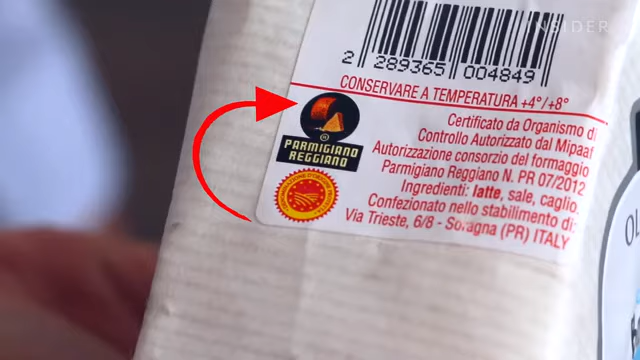 INSIDER
2 289365 004849
CONSERVARE A TEMPERATURA +4°/+8°
PARMIGIANO
REGGIANO
Certificato da Organismo di
Controllo Autorizzato dal Mipaaf
Autorizzazione consorzio del formaggio
Parmigiano Reggiano N. PR 07/2012
Ingredienti: latte, sale, caglio.
Confezionato nello stabilimento di:
Via Trieste, 6/8 - Soragna (PR) ITALY